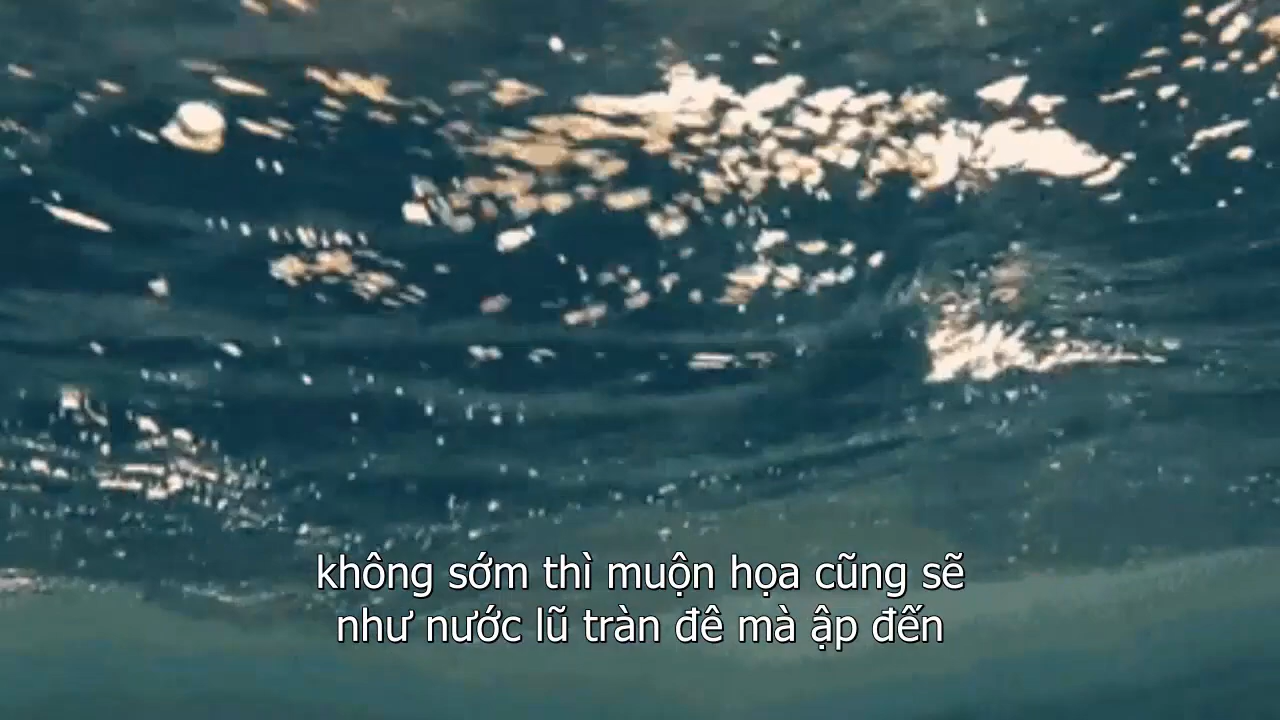 không sớm thì muộn họa cũng sẽ
như nước lũ tràn đê mà ập đến